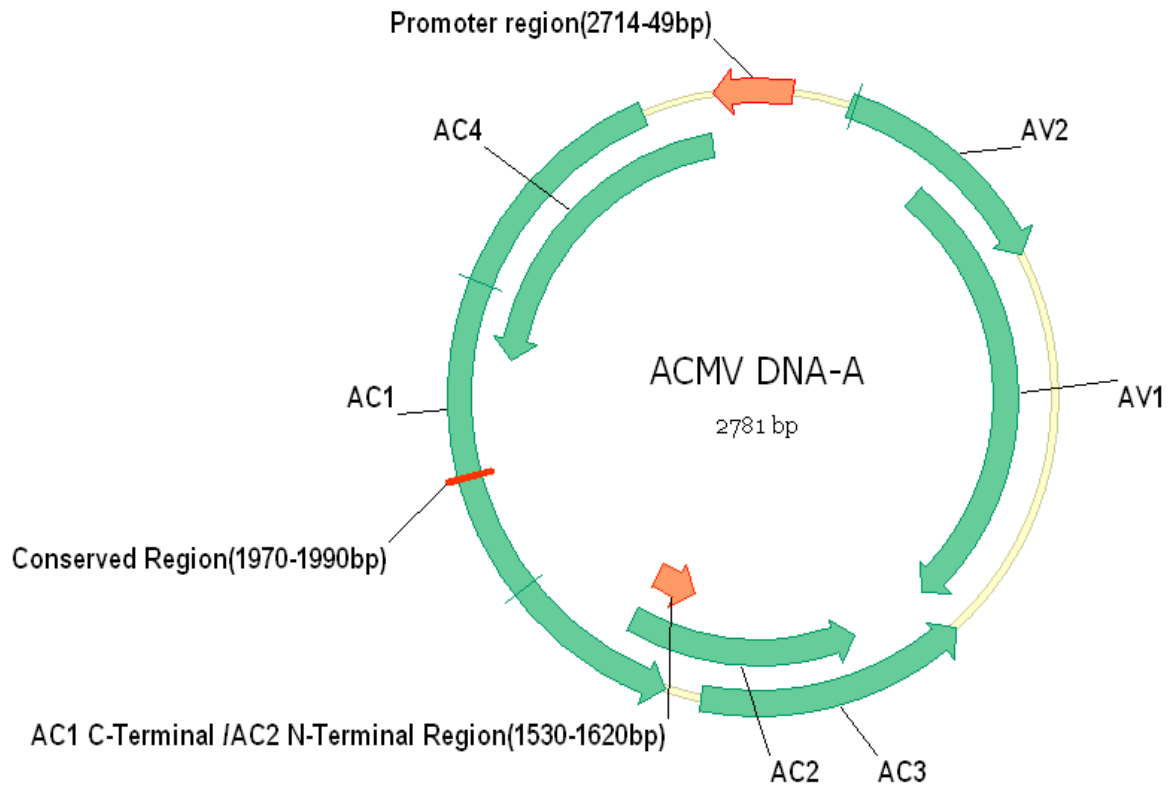 Promoter region(2714-49bp)
AC4
AV2
ACMV DNA-A
2781 bp
AC1
AV1
Conserved Region(1970-1990bp)
AC1 C-Terminal /AC2 N-Terminal Region(1530-1620bp)
AC2
AC3